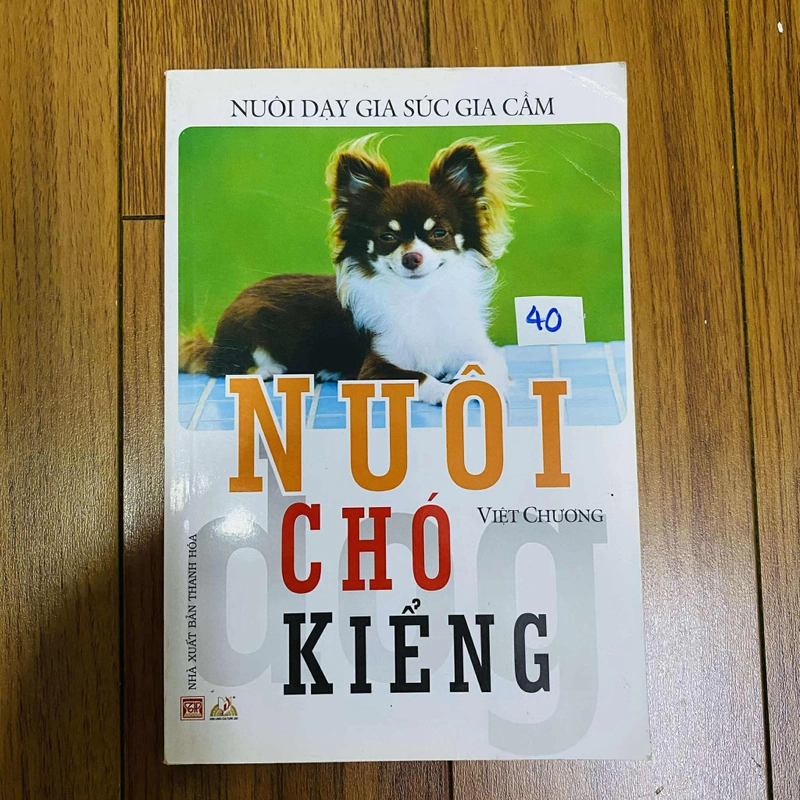 NUÔI DẠY GIA SÚC GIA CẦM
40
NUÔI
VIỆT CHƯƠNG
CHÓ
dog
KIỂNG
NHÀ XUẤT BẢN THANH HÓA